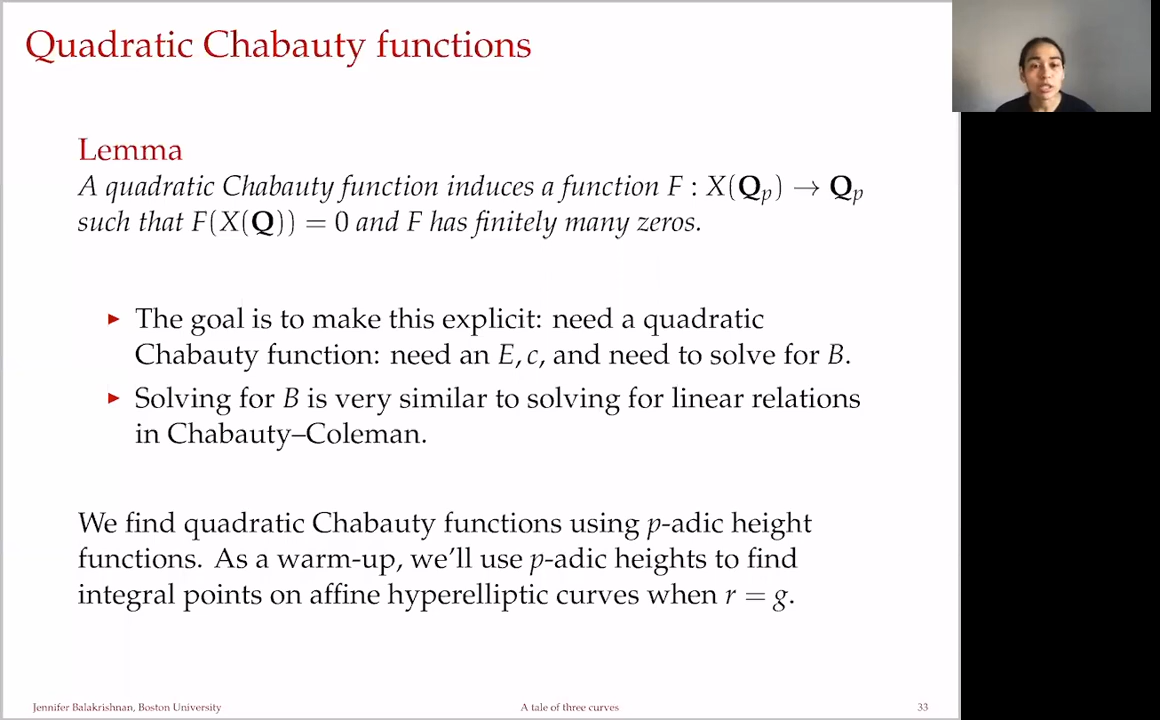 Quadratic Chabauty functions
Lemma
A quadratic Chabauty function induces a function F : X(Qₚ) → Qₚ
such that F(X(Q)) = 0 and F has finitely many zeros.
▶ The goal is to make this explicit: need a quadratic
Chabauty function: need an E, c, and need to solve for B.
▶ Solving for B is very similar to solving for linear relations
in Chabauty–Coleman.
We find quadratic Chabauty functions using p-adic height
functions. As a warm-up, we'll use p-adic heights to find
integral points on affine hyperelliptic curves when r = g.
Jennifer Balakrishnan, Boston University
A tale of three curves
33